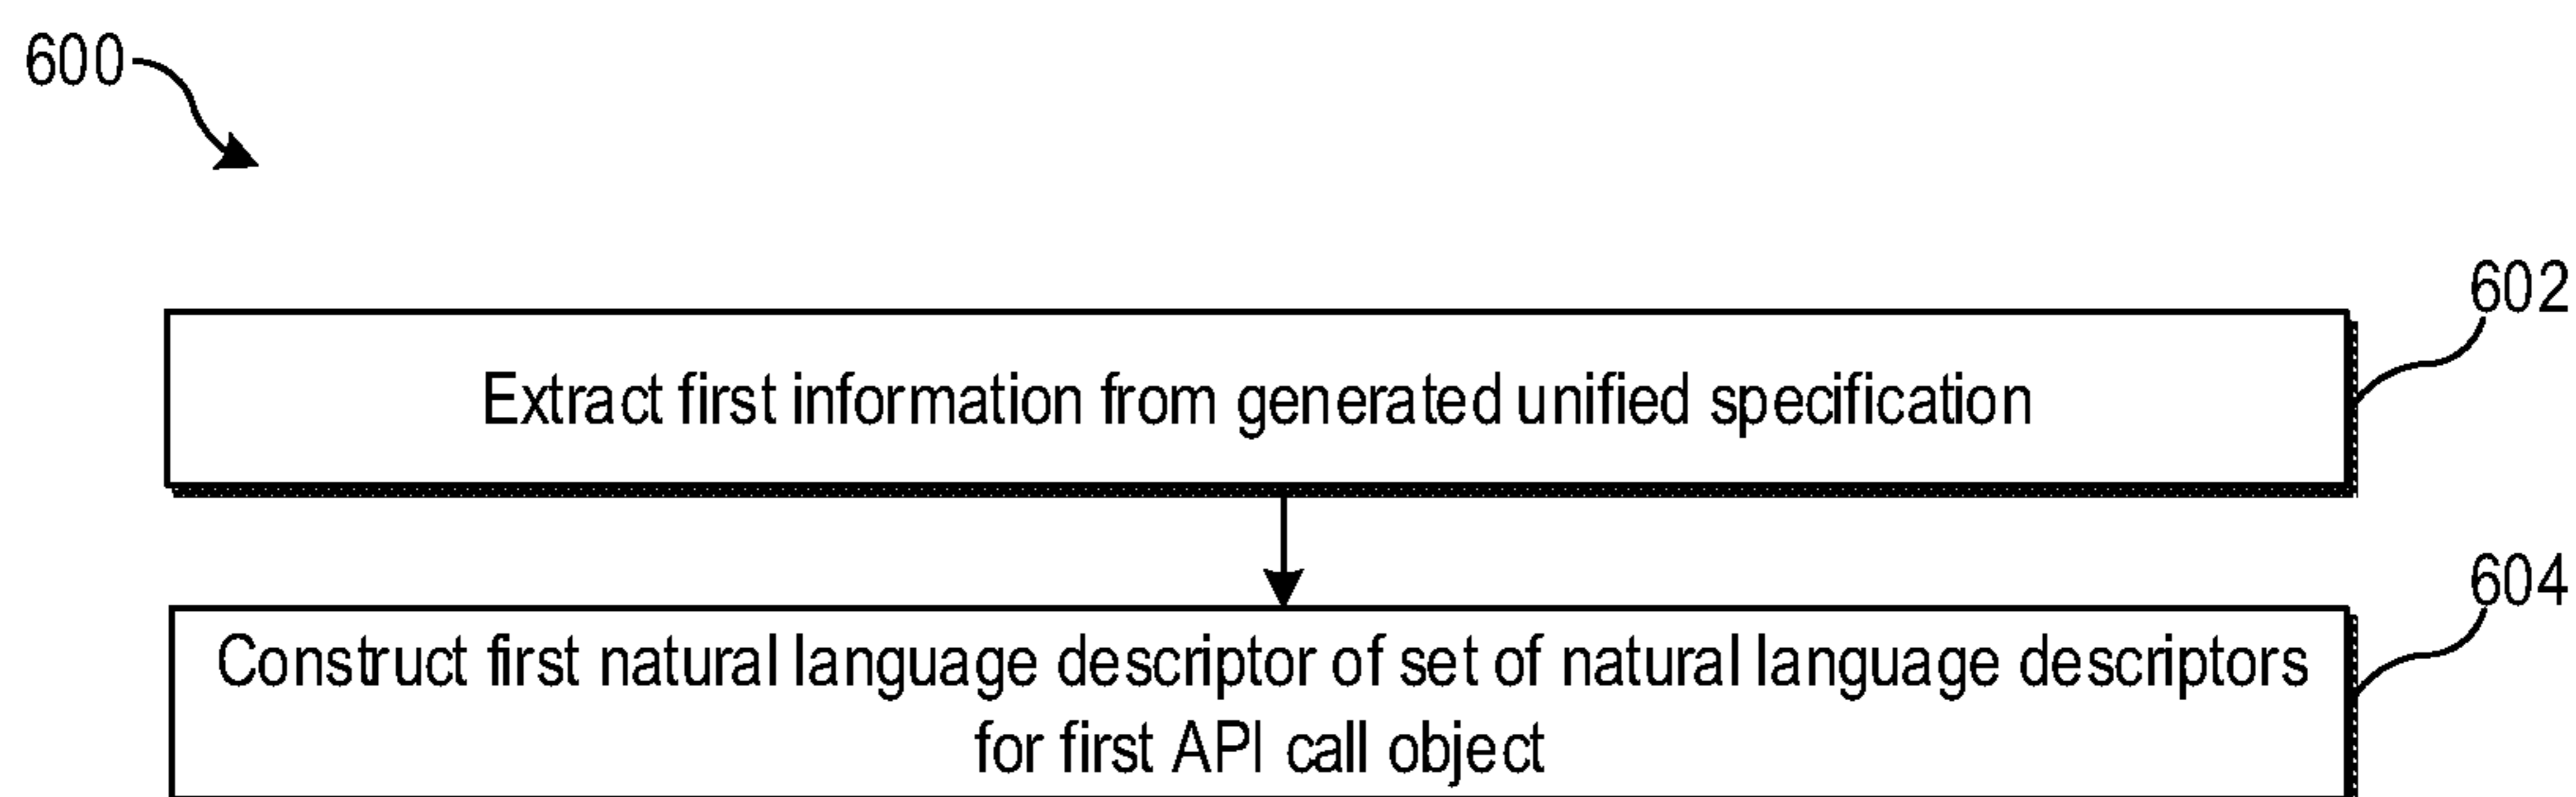 600
602
Extract first information from generated unified specification
604
Construct first natural language descriptor of set of natural language descriptors
for first API call object